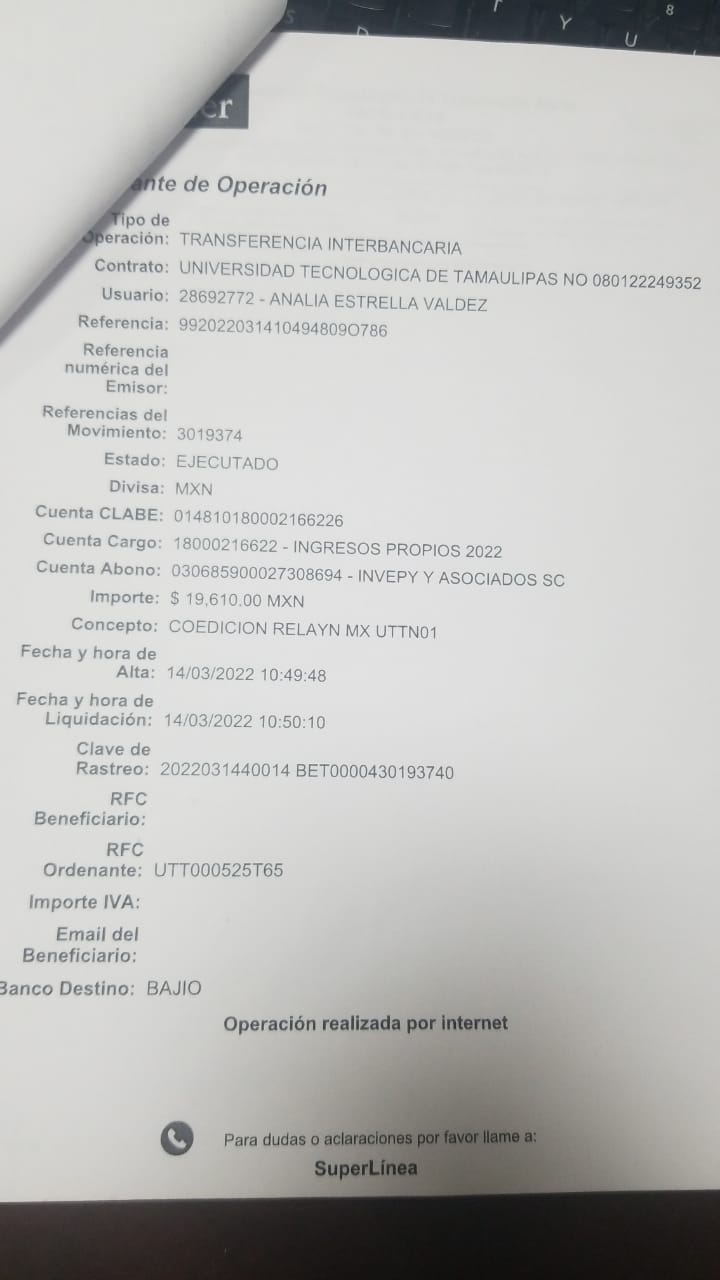 er
ante de Operación
Tipo de
Operación: TRANSFERENCIA INTERBANCARIA
Contrato: UNIVERSIDAD TECNOLOGICA DE TAMAULIPAS NO 080122249352
Usuario: 28692772 - ANALIA ESTRELLA VALDEZ
Referencia: 992022031410494809O786
Referencia
numérica del
Emisor:
Referencias del
Movimiento: 3019374
Estado: EJECUTADO
Divisa: MXN
Cuenta CLABE: 014810180002166226
Cuenta Cargo: 18000216622 - INGRESOS PROPIOS 2022
Cuenta Abono: 030685900027308694 - INVEPY Y ASOCIADOS SC
Importe: $ 19,610.00 MXN
Concepto: COEDICION RELAYN MX UTTN01
Fecha y hora de
Alta: 14/03/2022 10:49:48
Fecha y hora de
Liquidación: 14/03/2022 10:50:10
Clave de
Rastreo: 2022031440014 BET0000430193740
RFC
Beneficiario:
RFC
Ordenante: UTT000525T65
Importe IVA:
Email del
Beneficiario:
Banco Destino: BAJIO
Operación realizada por internet
Para dudas o aclaraciones por favor llame a:
SuperLínea